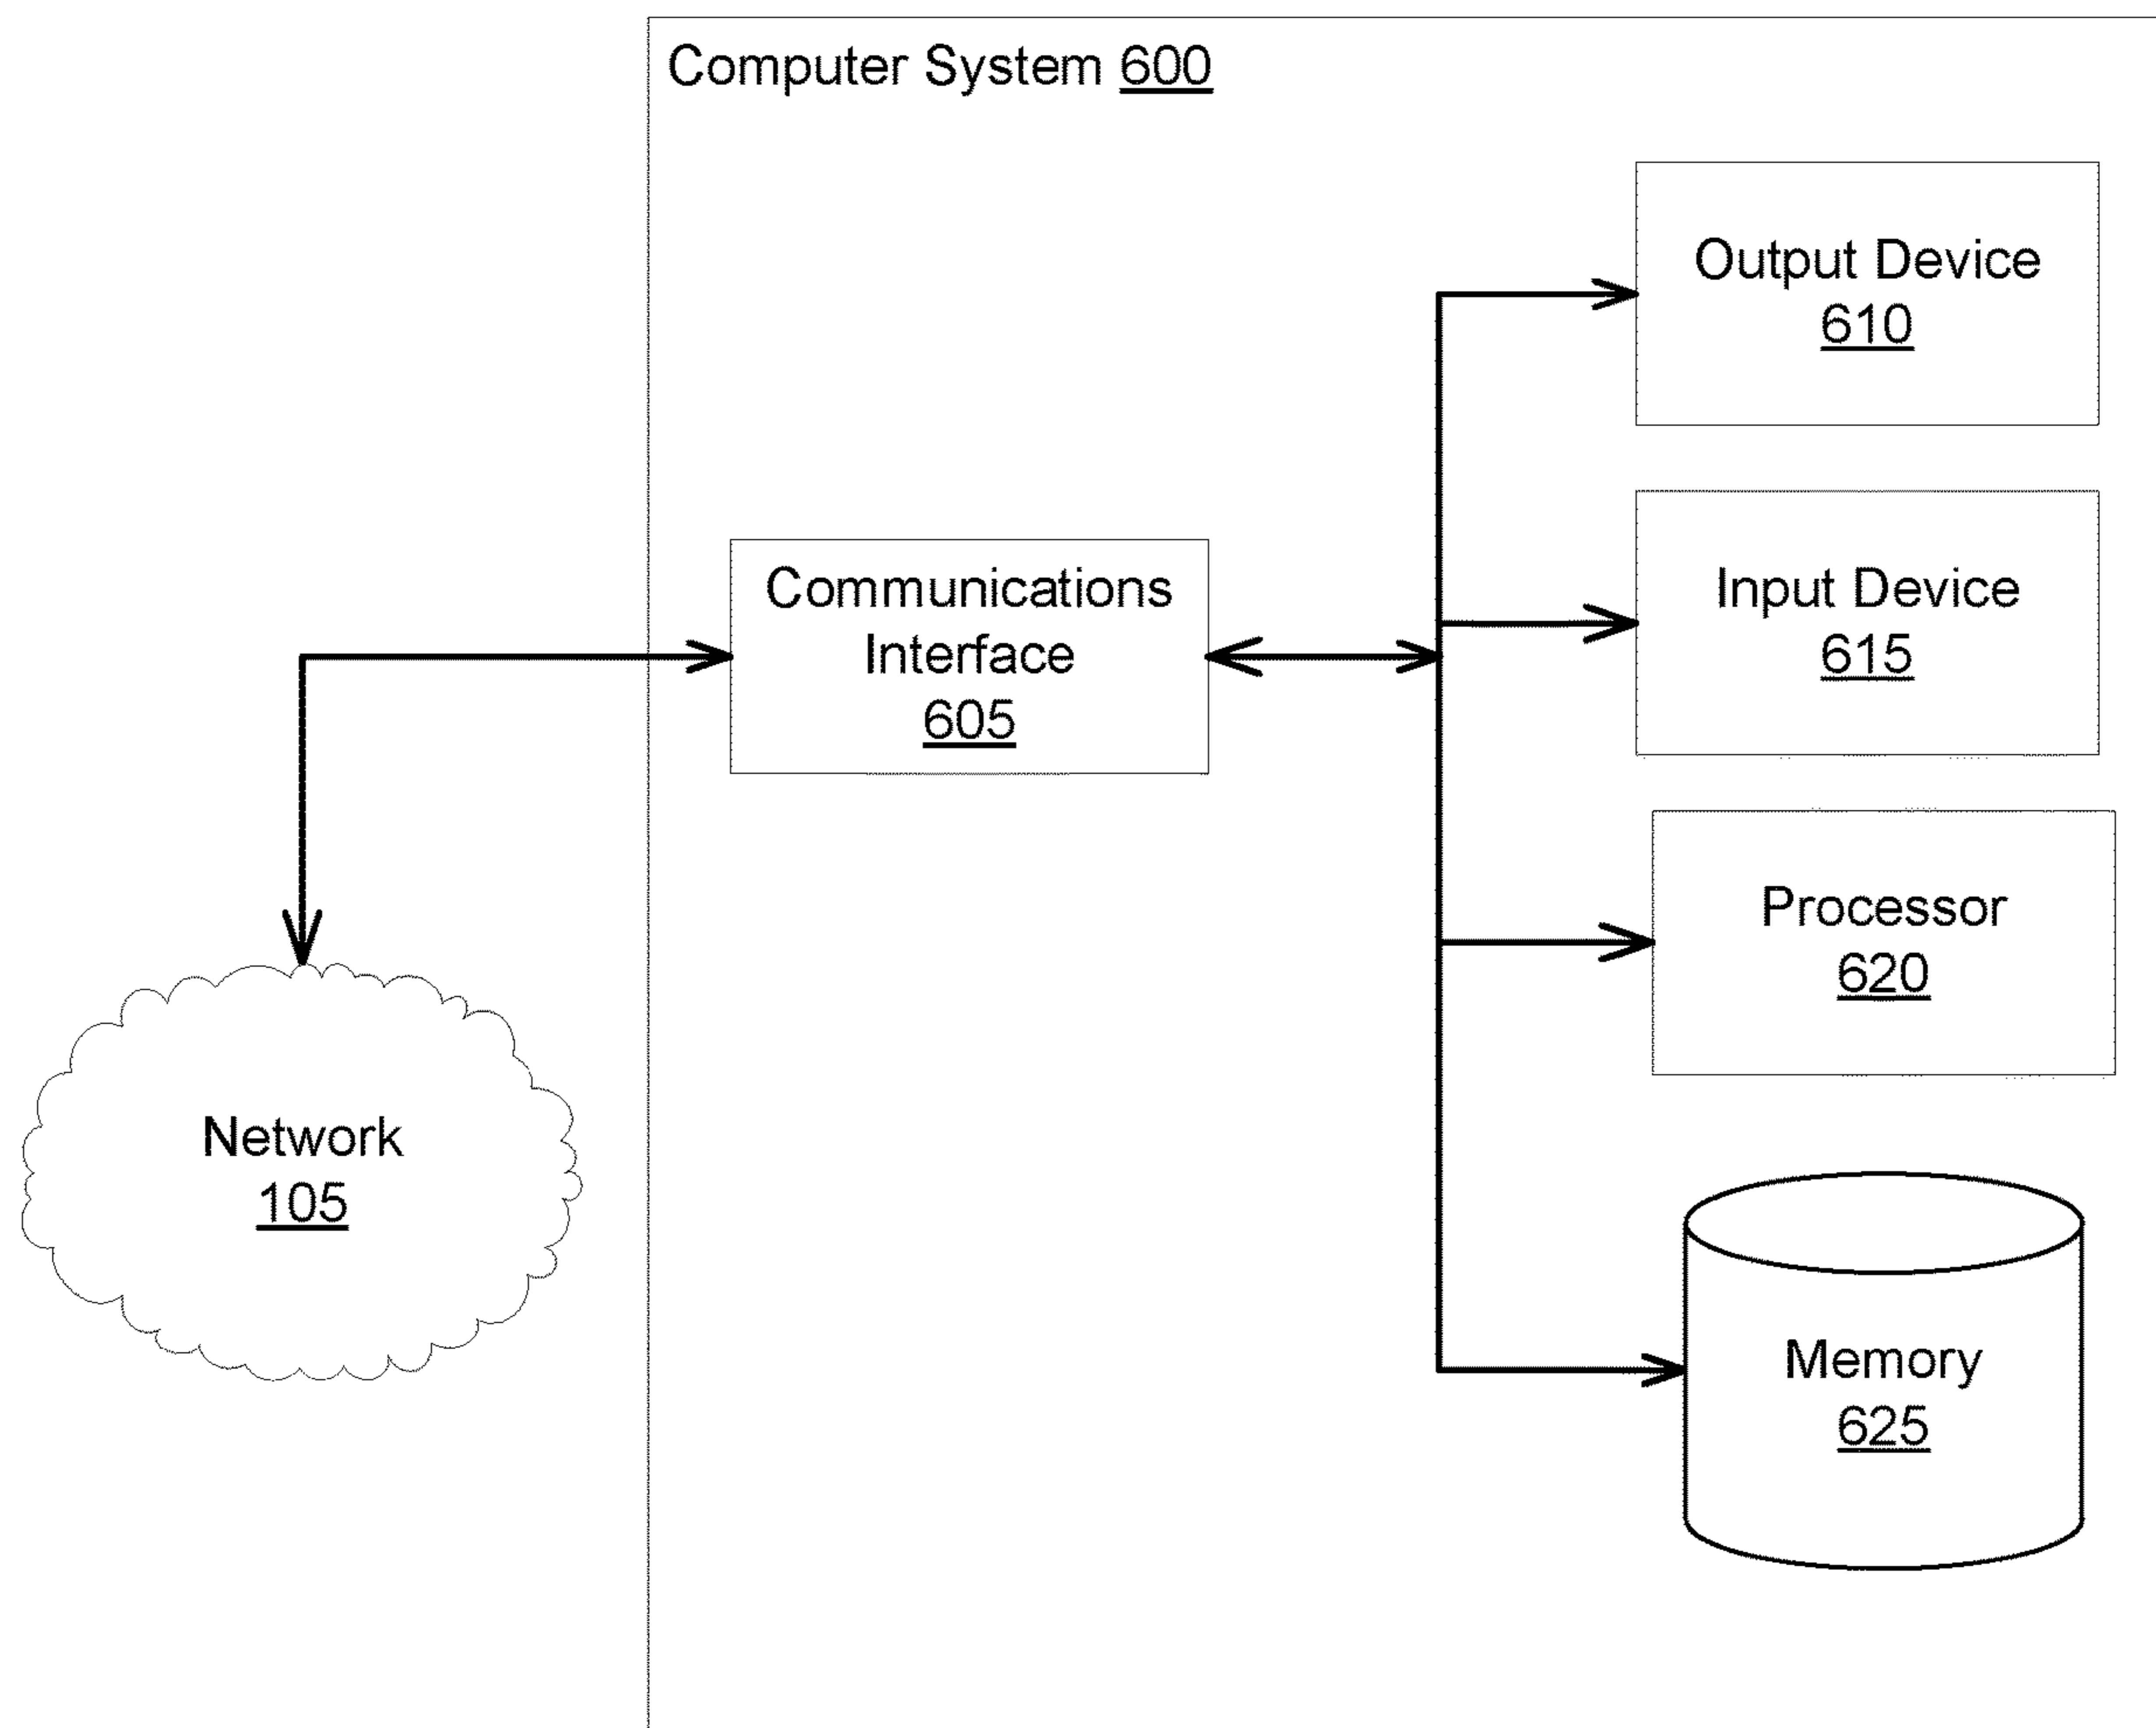 Computer System 600
Output Device
610
Input Device
615
Communications
Interface
605
Processor
620
Network
105
Memory
625